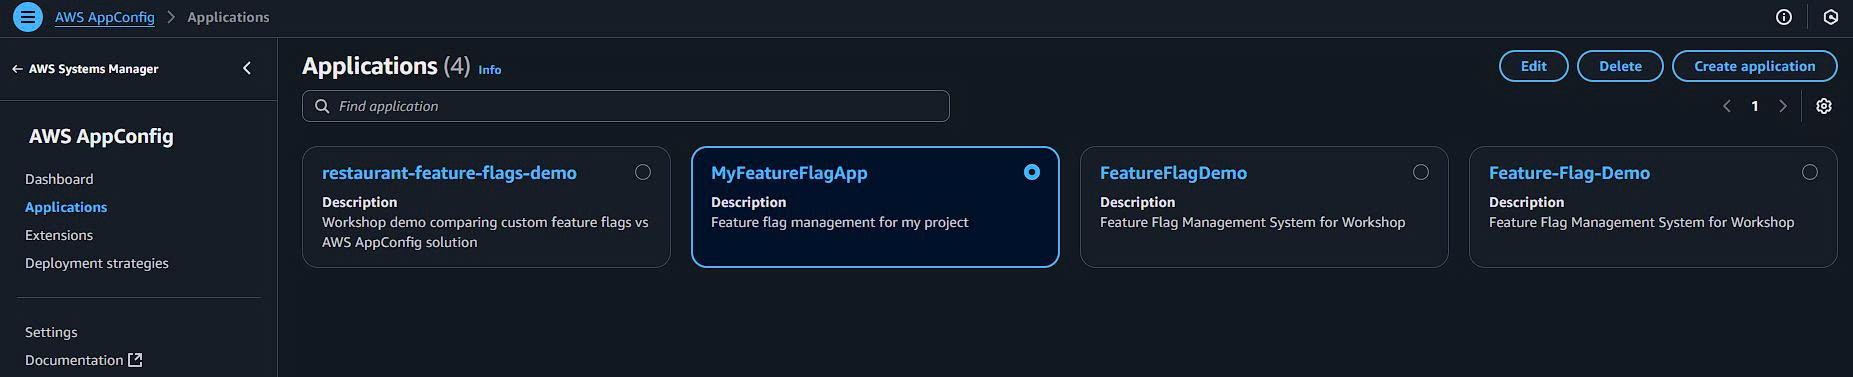 AWS AppConfig > Applications
← AWS Systems Manager
AWS AppConfig
Dashboard
Applications
Extensions
Deployment strategies
Settings
Documentation
Applications (4) Info
Edit
Delete
Create application
Find application
1
restaurant-feature-flags-demo
Description
Workshop demo comparing custom feature flags vs
AWS AppConfig solution
MyFeatureFlagApp
Description
Feature flag management for my project
FeatureFlagDemo
Description
Feature Flag Management System for Workshop
Feature-Flag-Demo
Description
Feature Flag Management System for Workshop